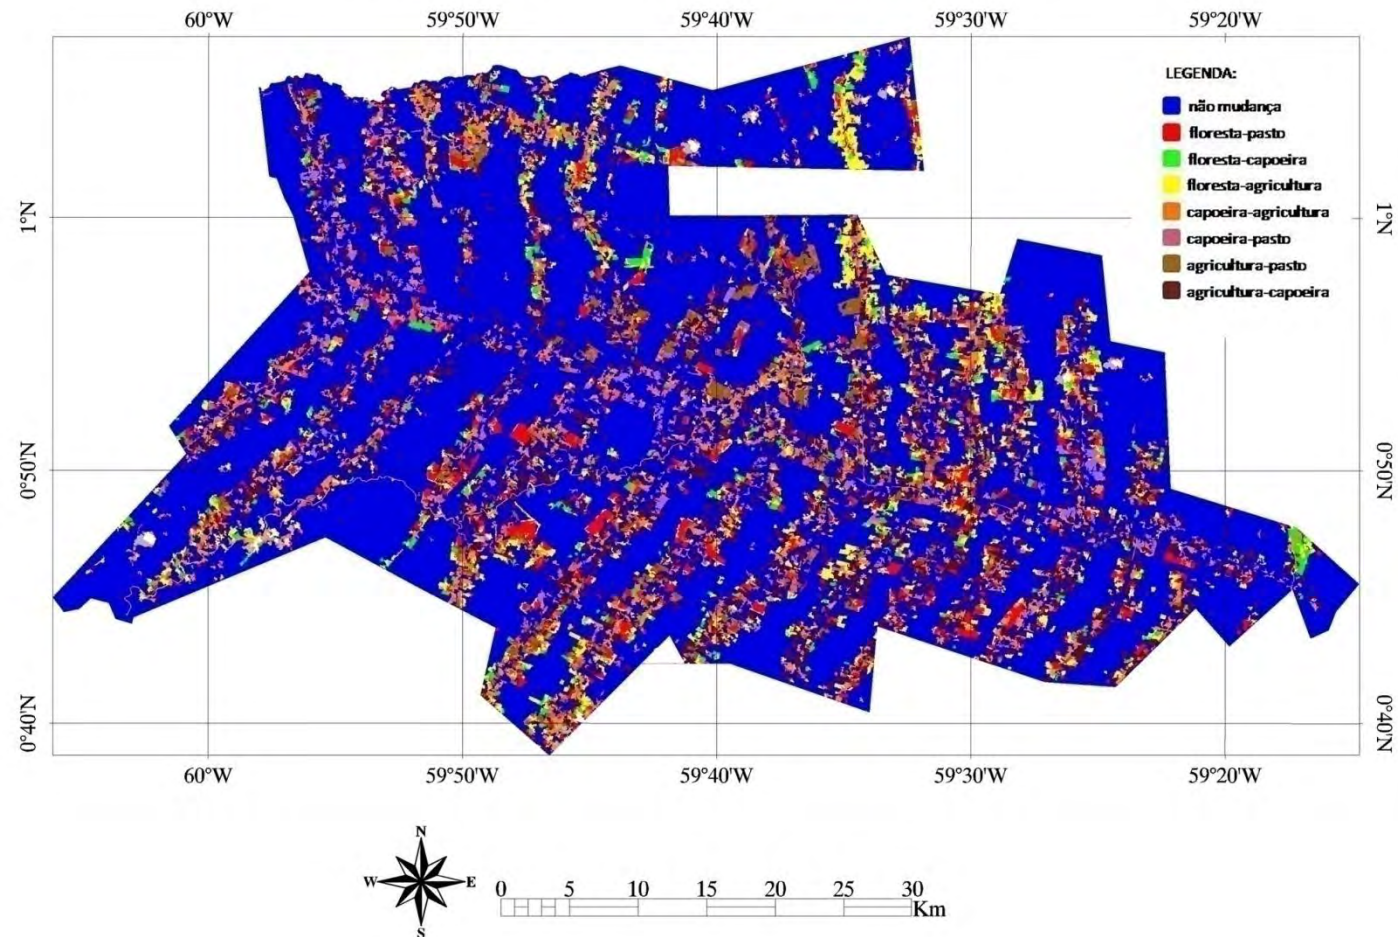 60°W 59°50'W 59°40'W 59°30'W 59°20'W
LEGENDA:
não mudança
floresta-pasto
floresta-capoeira
floresta-agricultura
capoeira-agricultura
capoeira-pasto
agricultura-pasto
agricultura-capoeira
1°N 1°N
0°50'N 0°50'N
0°40'N 0°40'N
60°W 59°50'W 59°40'W 59°30'W 59°20'W
N
W E
S
0 5 10 15 20 25 30
Km